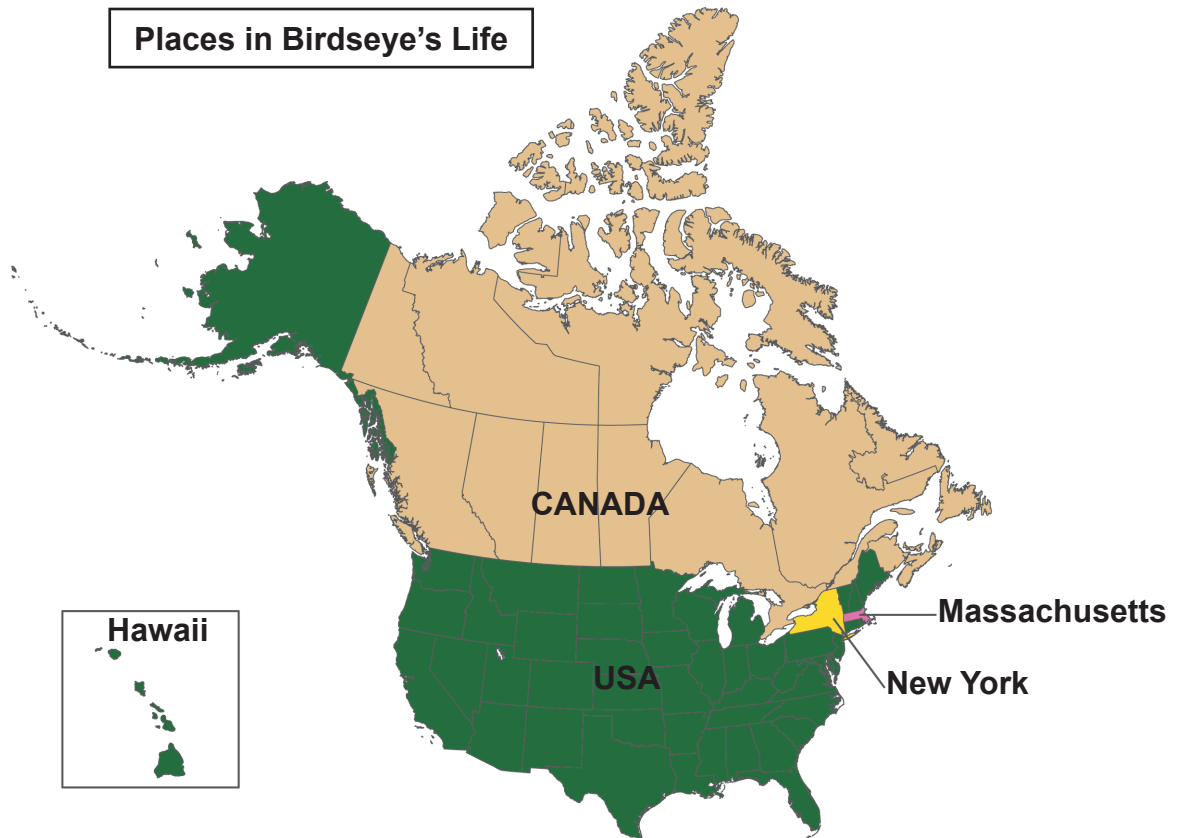 Places in Birdseye’s Life
CANADA
Hawaii
Massachusetts
USA
New York